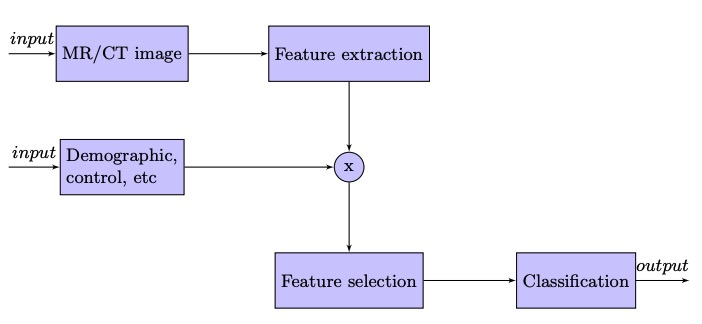 input
MR/CT image
Feature extraction
input
Demographic,
control, etc
x
Feature selection
Classification
output